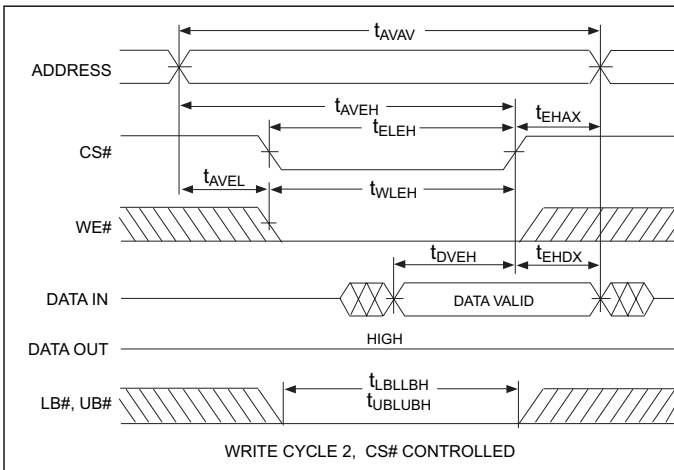 tAVAV
ADDRESS
tAVEH
tELEH
tEHAX
CS#
tAVEL
tWLEH
WE#
tDVEH
tEHDX
DATA IN
DATA VALID
DATA OUT
HIGH
LB#, UB#
tLBLLBH
tUBLUBH
WRITE CYCLE 2, CS# CONTROLLED